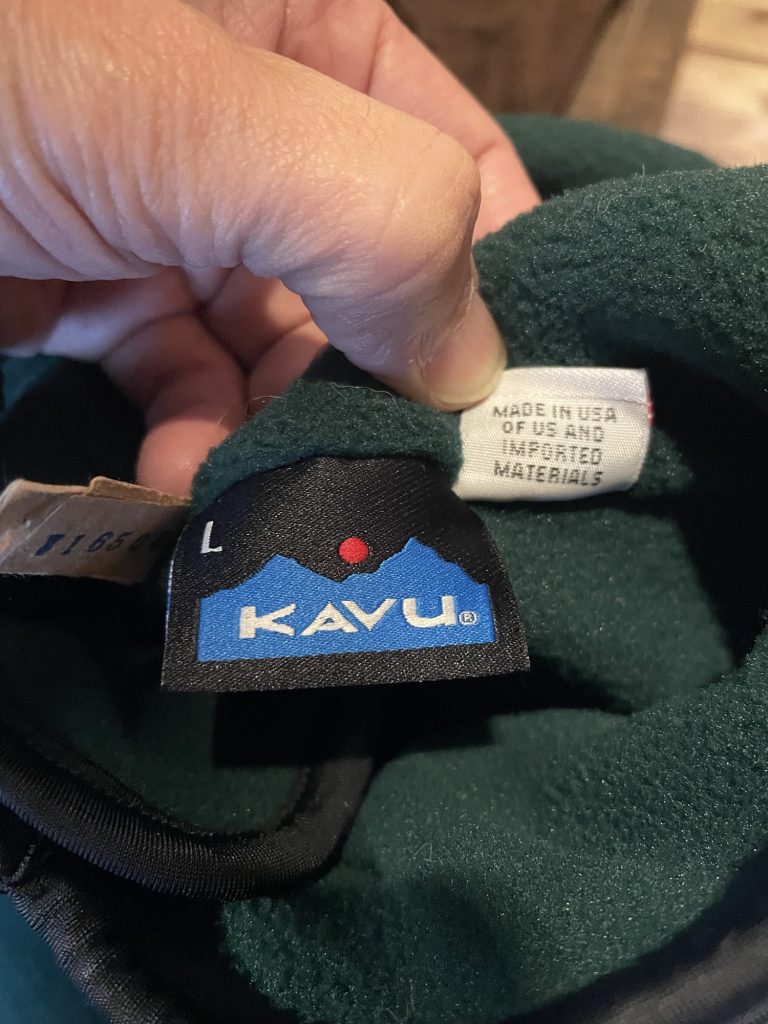 MADE IN USA
OF US AND
IMPORTED
MATERIALS
L
KAVU®